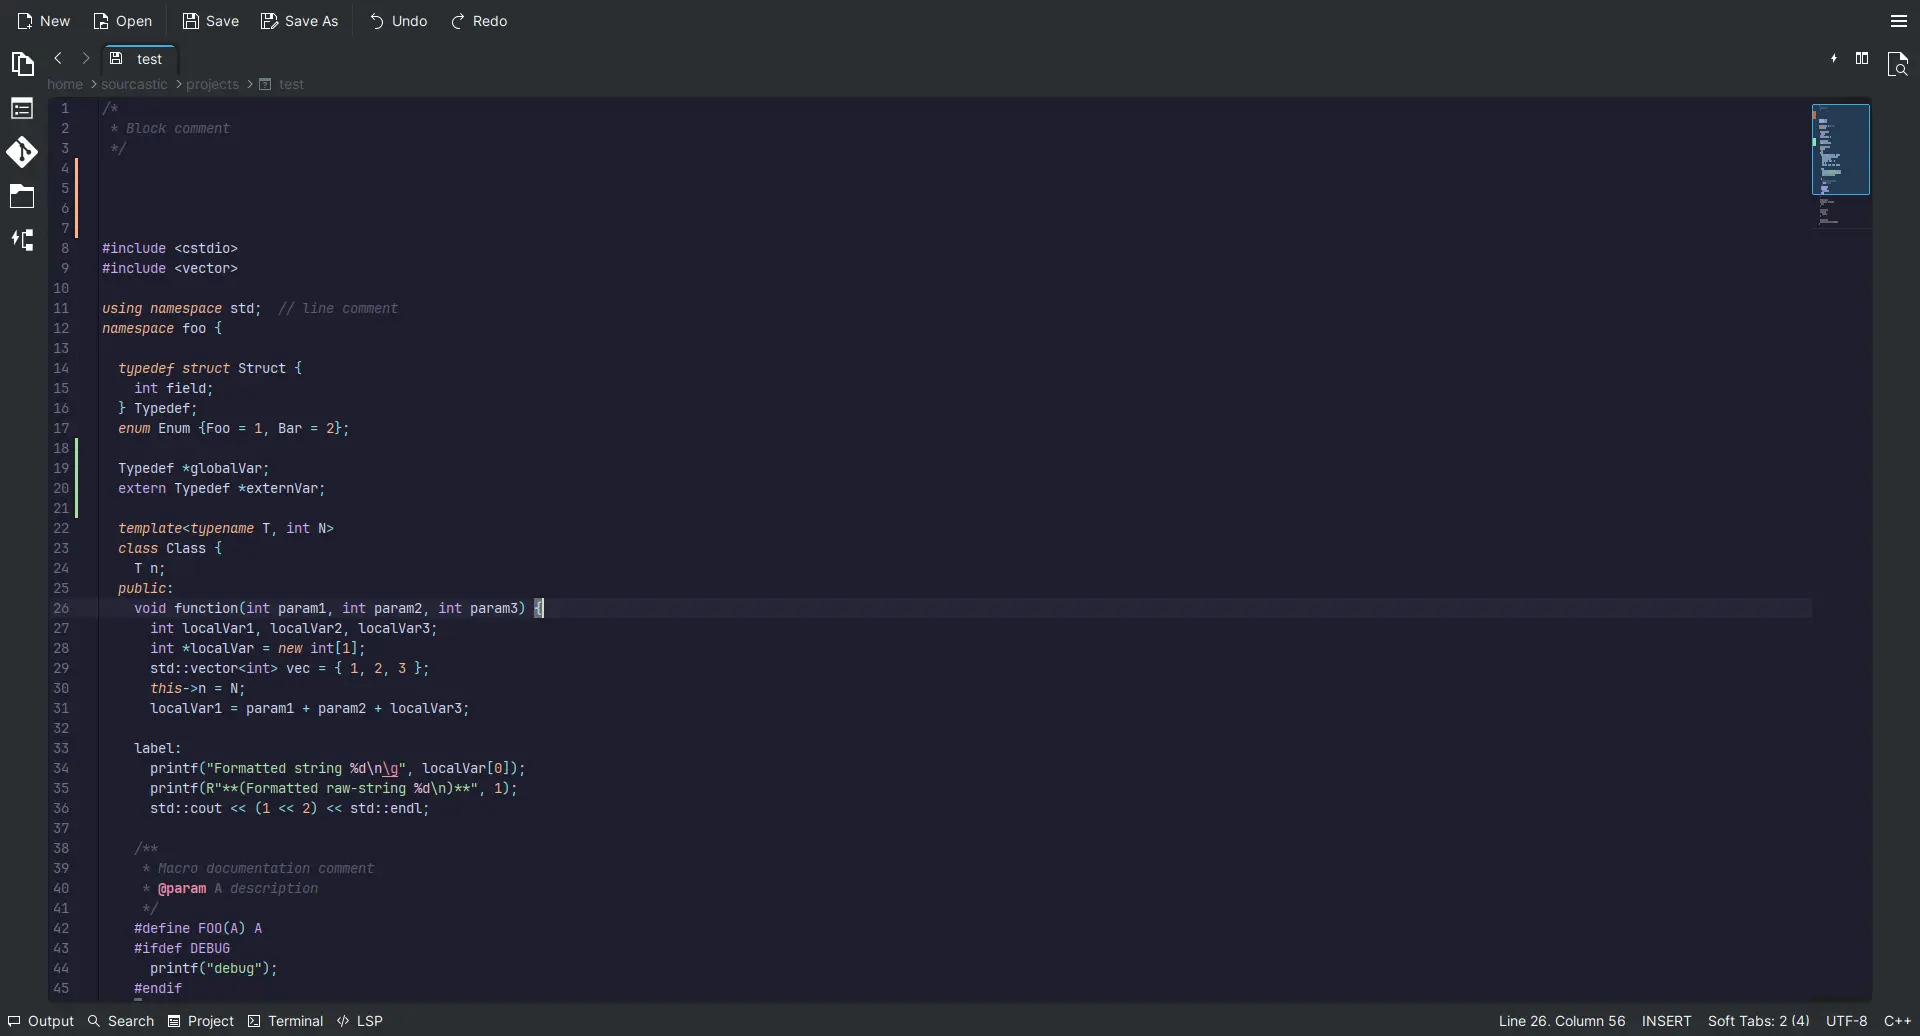 New Open Save Save As Undo Redo
test
home > sourcastic > projects > test
1 /*
2  * Block comment
3  */
4
5
6
7
8 #include <cstdio>
9 #include <vector>
10
11 using namespace std;  // line comment
12 namespace foo {
13
14   typedef struct Struct {
15     int field;
16   } Typedef;
17   enum Enum {Foo = 1, Bar = 2};
18
19   Typedef *globalVar;
20   extern Typedef *externVar;
21
22   template<typename T, int N>
23   class Class {
24     T n;
25   public:
26     void function(int param1, int param2, int param3) {
27       int localVar1, localVar2, localVar3;
28       int *localVar = new int[1];
29       std::vector<int> vec = { 1, 2, 3 };
30       this->n = N;
31       localVar1 = param1 + param2 + localVar3;
32
33     label:
34       printf("Formatted string %d\n\g", localVar[0]);
35       printf(R"**(Formatted raw-string %d\n)**", 1);
36       std::cout << (1 << 2) << std::endl;
37
38     /**
39      * Macro documentation comment
40      * @param A description
41      */
42     #define FOO(A) A
43     #ifdef DEBUG
44       printf("debug");
45     #endif
Output Search Project Terminal LSP Line 26. Column 56 INSERT Soft Tabs: 2 (4) UTF-8 C++